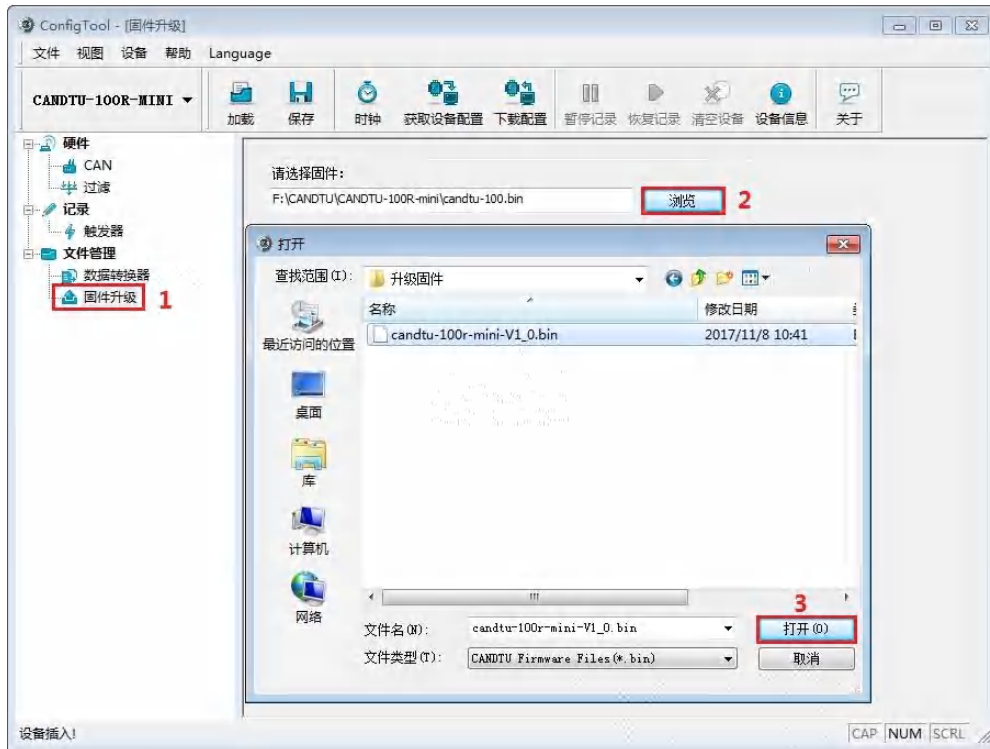 ConfigTool - [固件升级]
文件 视图 设备 帮助 Language
CANDTU-100R-MINI
加载 保存 时钟 获取设备配置 下载配置 暂停记录 恢复记录 清空设备 设备信息 关于
硬件
CAN
过滤
记录
触发器
文件管理
数据转换器
固件升级 1
请选择固件：
F:\CANDTU\CANDTU-100R-mini\candtu-100.bin 浏览 2
打开
查找范围(I): 升级固件
名称 修改日期
candtu-100r-mini-V1_0.bin 2017/11/8 10:41
最近访问的位置
桌面
库
计算机
网络
3
文件名(N): candtu-100r-mini-V1_0.bin 打开(O)
文件类型(T): CANDTU Firmware Files(*.bin) 取消
设备插入! CAP NUM SCRL